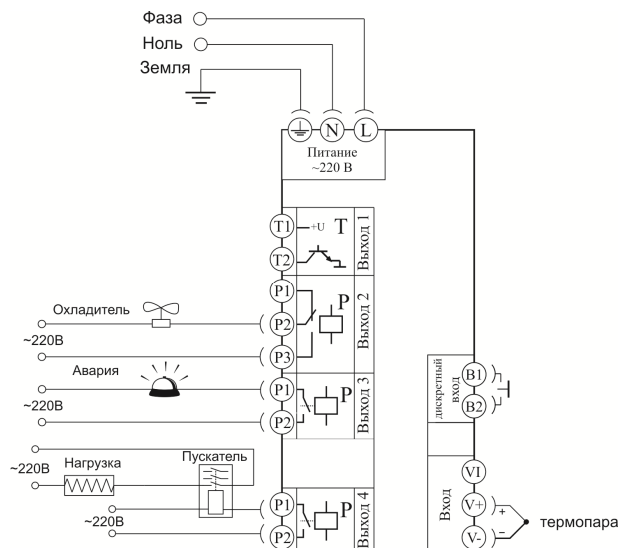 Фаза
Ноль
Земля
N L
Питание
~220 В
T1 +U T
T2
Выход 1
P1
Охладитель
P2 P
~220В
P3
Выход 2
Авария
P1 P
~220В
P2
Выход 3
B1
B2
дискретный
вход
Нагрузка
Пускатель
~220В
~220В
P1 P
P2
Выход 4
VI
V+ +
V- −
Вход
термопара